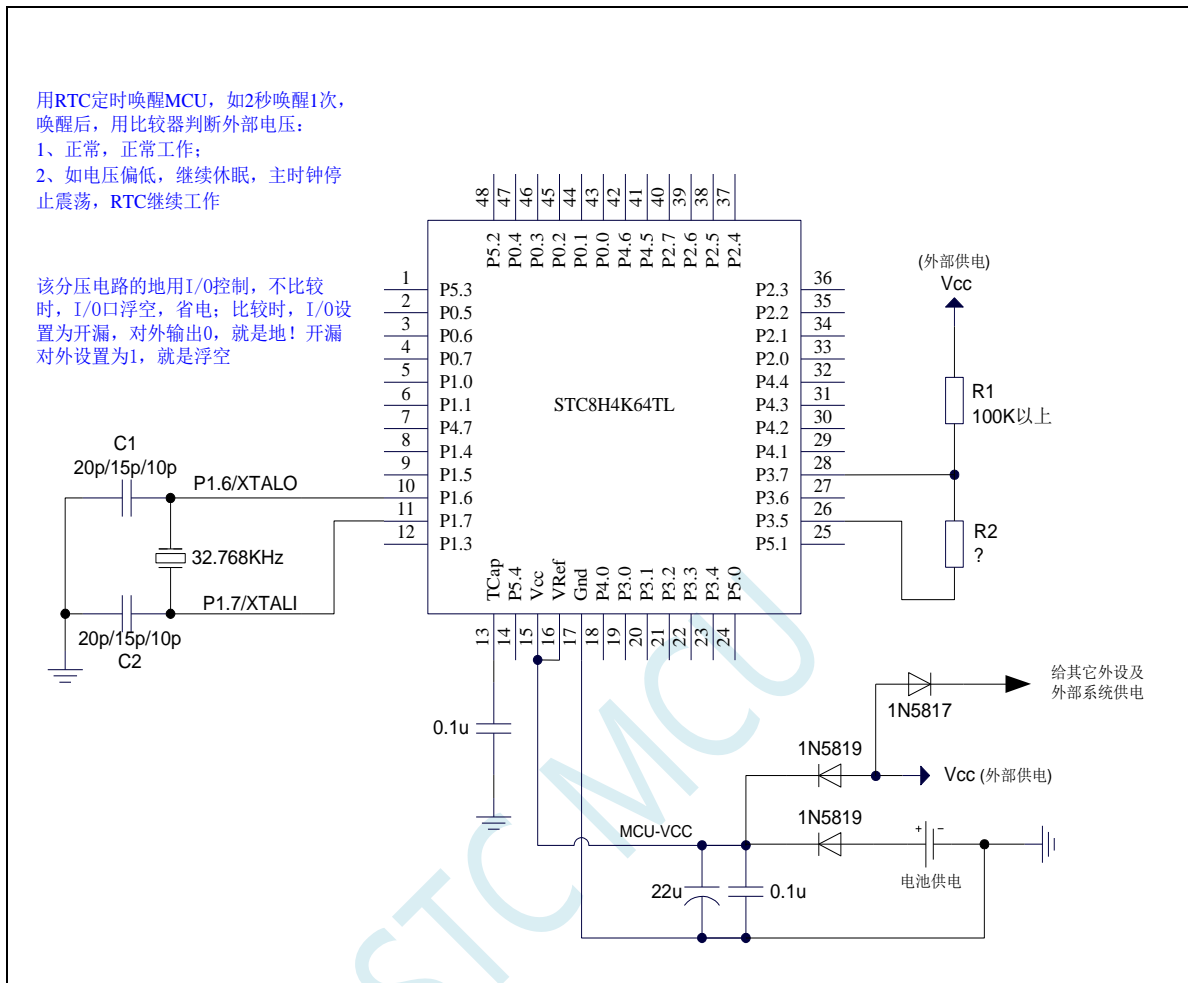 用RTC定时唤醒MCU，如2秒唤醒1次，
唤醒后，用比较器判断外部电压：
1、正常，正常工作；
2、如电压偏低，继续休眠，主时钟停
止震荡，RTC继续工作
该分压电路的地用I/O控制，不比较
时，I/O口浮空，省电；比较时，I/O设
置为开漏，对外输出0，就是地！开漏
对外设置为1，就是浮空
48 47 46 45 44 43 42 41 40 39 38 37
P5.2 P0.4 P0.3 P0.2 P0.1 P0.0 P4.6 P4.5 P2.7 P2.6 P2.5 P2.4
1 P5.3
2 P0.5
3 P0.6
4 P0.7
5 P1.0
6 P1.1
7 P4.7
8 P1.4
9 P1.5
10 P1.6
11 P1.7
12 P1.3
STC8H4K64TL
P2.3 36
P2.2 35
P2.1 34
P2.0 33
P4.4 32
P4.3 31
P4.2 30
P4.1 29
P3.7 28
P3.6 27
P3.5 26
P5.1 25
TCap P5.4 Vcc VRef Gnd P4.0 P3.0 P3.1 P3.2 P3.3 P3.4 P5.0
13 14 15 16 17 18 19 20 21 22 23 24
C1
20p/15p/10p
P1.6/XTALO
32.768KHz
P1.7/XTALI
20p/15p/10p
C2
(外部供电)
Vcc
R1
100K以上
R2
?
0.1u
给其它外设及
外部系统供电
1N5817
1N5819
Vcc (外部供电)
1N5819
MCU-VCC
+ −
电池供电
22u
0.1u
STC MCU